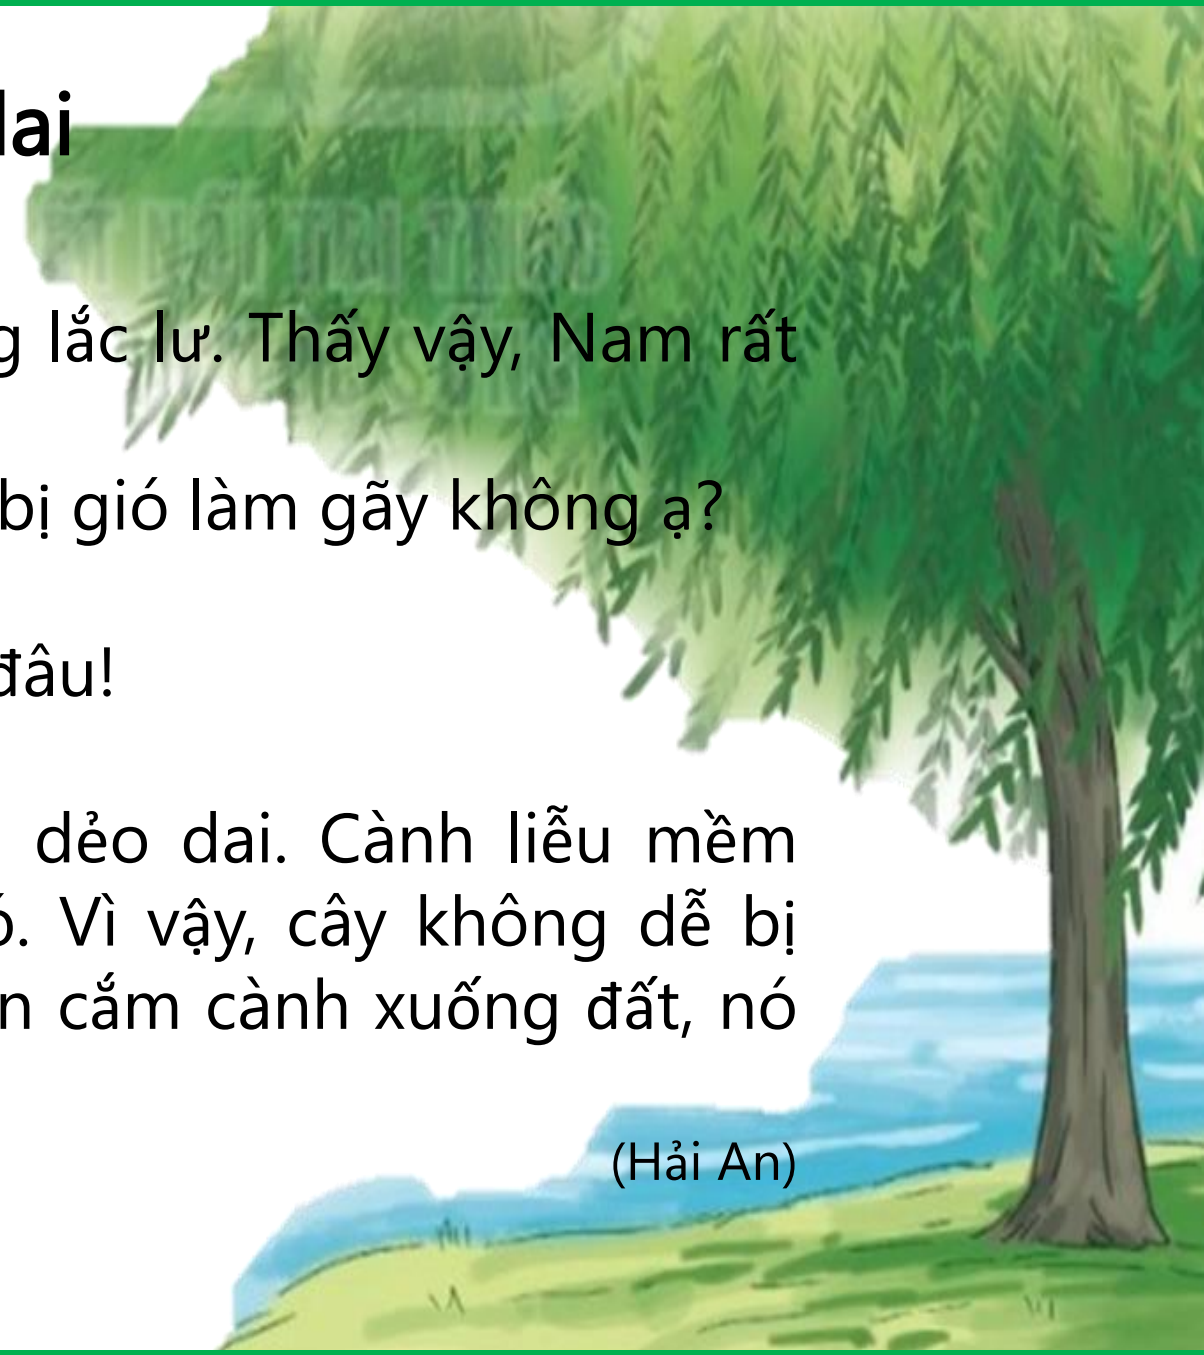 lai
g lắc lư. Thấy vậy, Nam rất
bị gió làm gãy không ạ?
đâu!
dẻo dai. Cành liễu mềm
ó. Vì vậy, cây không dễ bị
n cắm cành xuống đất, nó
(Hải An)